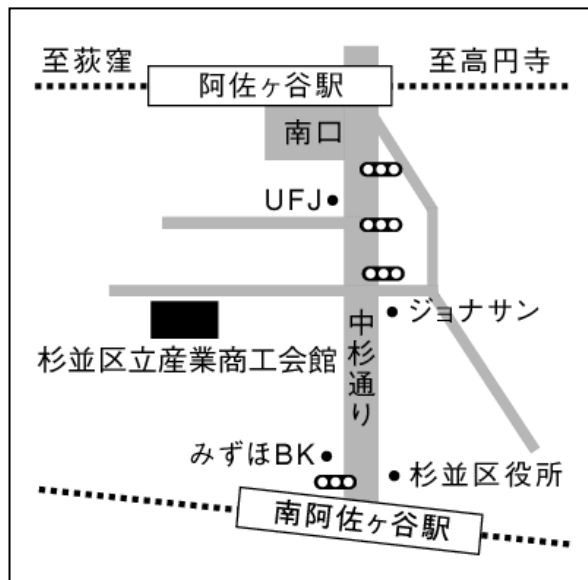 至荻窪
至高円寺
阿佐ヶ谷駅
南口
UFJ
ジョナサン
中杉通り
杉並区立産業商工会館
みずほBK
杉並区役所
南阿佐ヶ谷駅